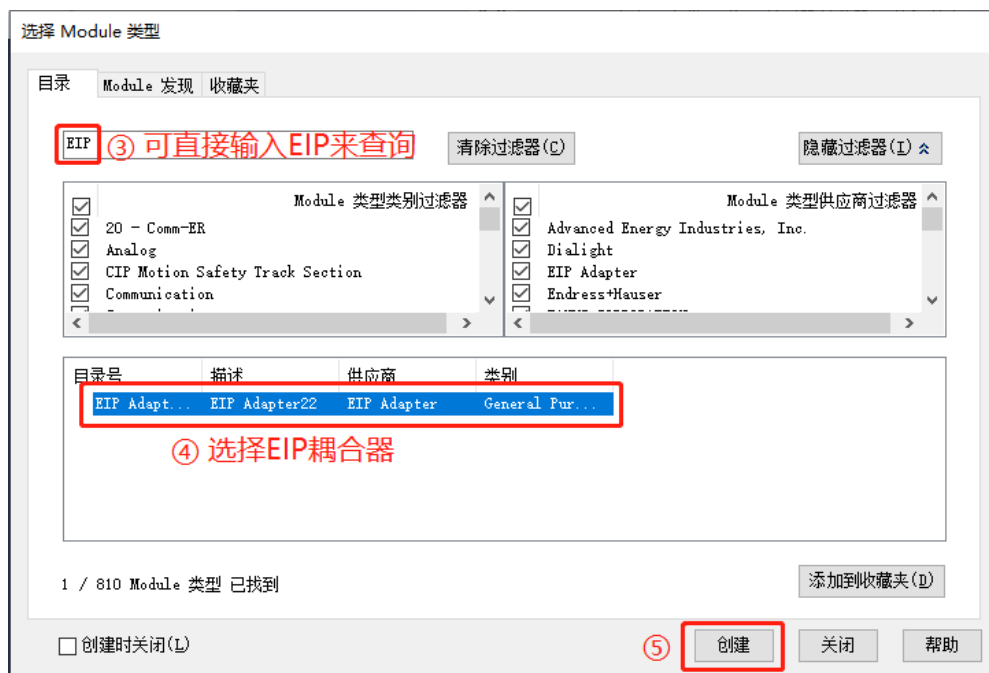 选择 Module 类型
目录 Module 发现 收藏夹
EIP ③ 可直接输入EIP来查询 清除过滤器(C) 隐藏过滤器(I)
Module 类型类别过滤器
20 - Comm-ER
Analog
CIP Motion Safety Track Section
Communication
Module 类型供应商过滤器
Advanced Energy Industries, Inc.
Dialight
EIP Adapter
Endress+Hauser
目录号 描述 供应商 类别
EIP Adapt... EIP Adapter22 EIP Adapter General Pur...
④ 选择EIP耦合器
1 / 810 Module 类型 已找到 添加到收藏夹(D)
创建时关闭(L) ⑤ 创建 关闭 帮助